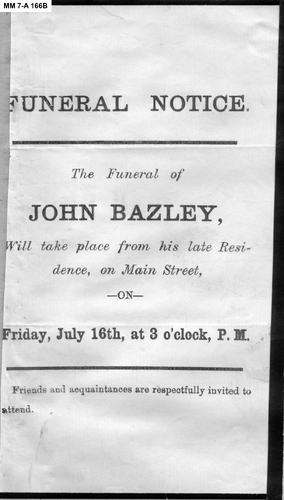 MM 7-A 166B
FUNERAL NOTICE.
The Funeral of
JOHN BAZLEY,
Will take place from his late Resi-
dence, on Main Street,
—ON—
Friday, July 16th, at 3 o'clock, P. M.
Friends and acquaintances are respectfully invited to
attend.